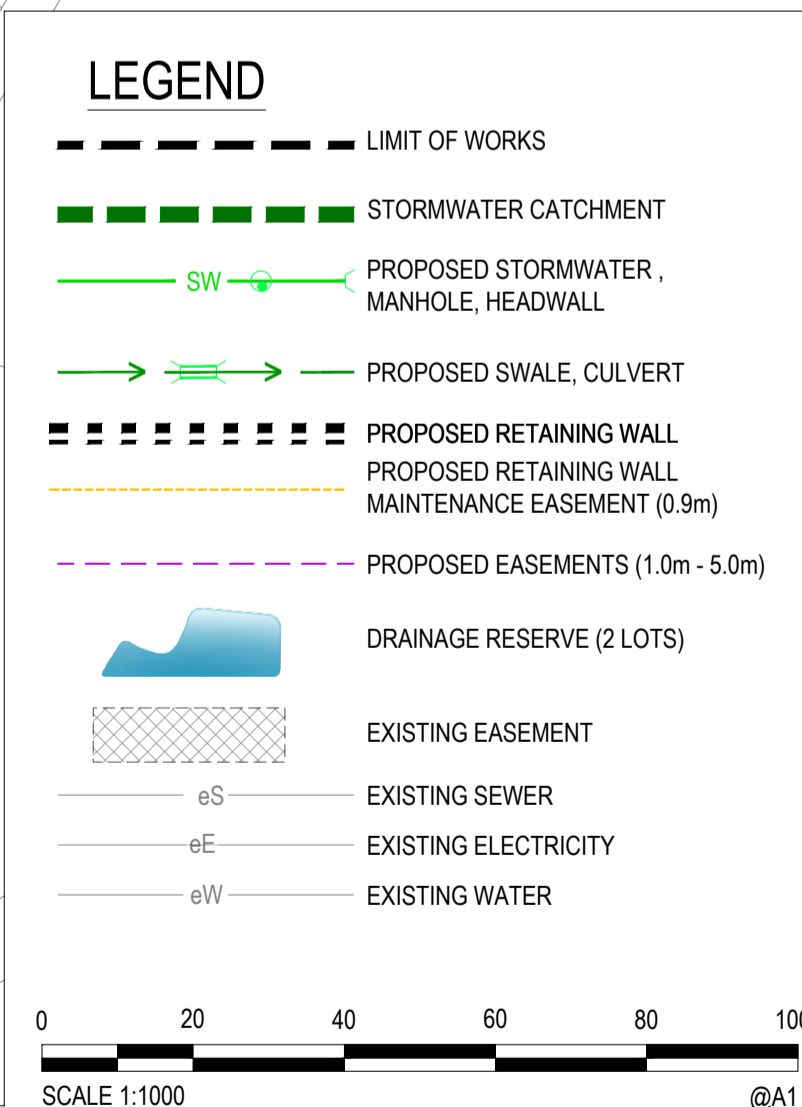 LEGEND
LIMIT OF WORKS
STORMWATER CATCHMENT
SW
PROPOSED STORMWATER ,
MANHOLE, HEADWALL
PROPOSED SWALE, CULVERT
PROPOSED RETAINING WALL
PROPOSED RETAINING WALL
MAINTENANCE EASEMENT (0.9m)
PROPOSED EASEMENTS (1.0m - 5.0m)
DRAINAGE RESERVE (2 LOTS)
EXISTING EASEMENT
eS EXISTING SEWER
eE EXISTING ELECTRICITY
eW EXISTING WATER
0 20 40 60 80 100
SCALE 1:1000 @A1